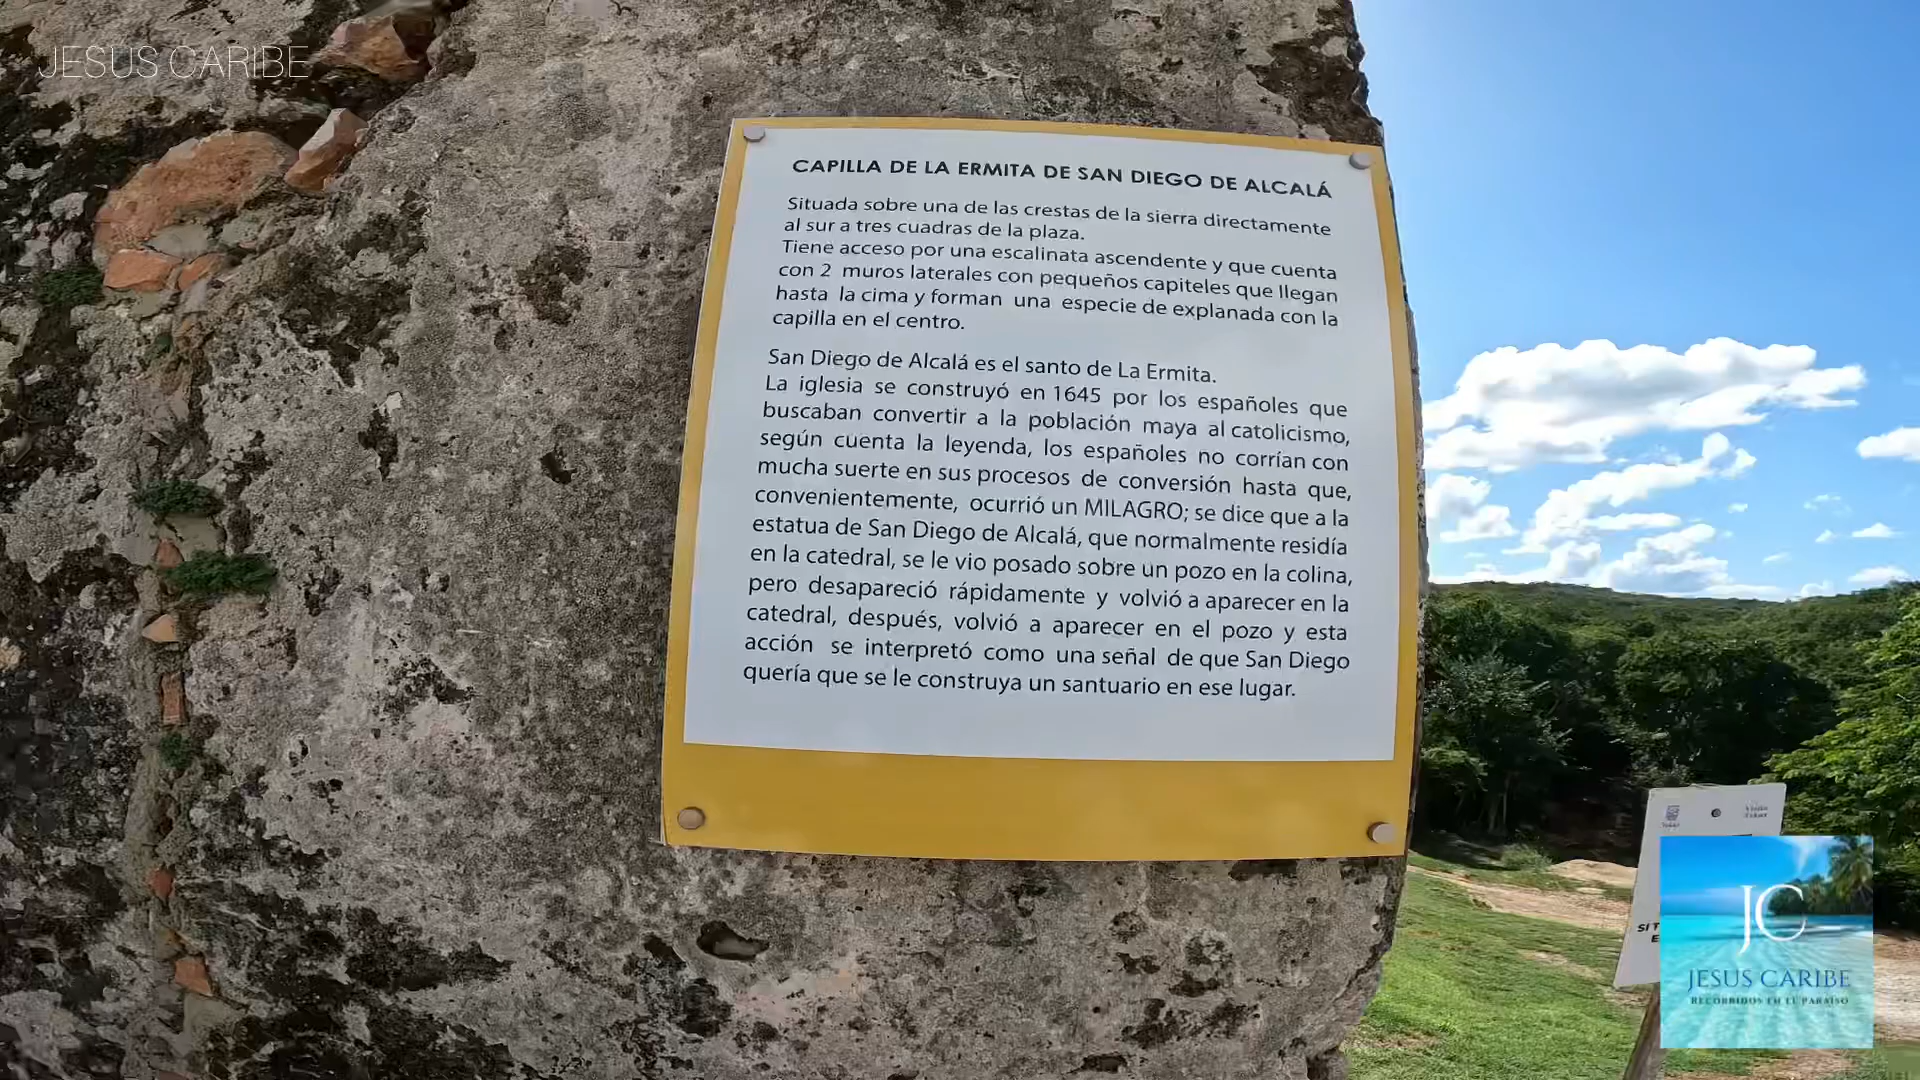 JESUS CARIBE
CAPILLA DE LA ERMITA DE SAN DIEGO DE ALCALÁ
Situada sobre una de las crestas de la sierra directamente
al sur a tres cuadras de la plaza.
Tiene acceso por una escalinata ascendente y que cuenta
con 2 muros laterales con pequeños capiteles que llegan
hasta la cima y forman una especie de explanada con la
capilla en el centro.
San Diego de Alcalá es el santo de La Ermita.
La iglesia se construyó en 1645 por los españoles que
buscaban convertir a la población maya al catolicismo,
según cuenta la leyenda, los españoles no corrían con
mucha suerte en sus procesos de conversión hasta que,
convenientemente, ocurrió un MILAGRO; se dice que a la
estatua de San Diego de Alcalá, que normalmente residía
en la catedral, se le vio posado sobre un pozo en la colina,
pero desapareció rápidamente y volvió a aparecer en la
catedral, después, volvió a aparecer en el pozo y esta
acción se interpretó como una señal de que San Diego
quería que se le construya un santuario en ese lugar.
JC
JESUS CARIBE
RECORRIDOS EN EL PARAISO